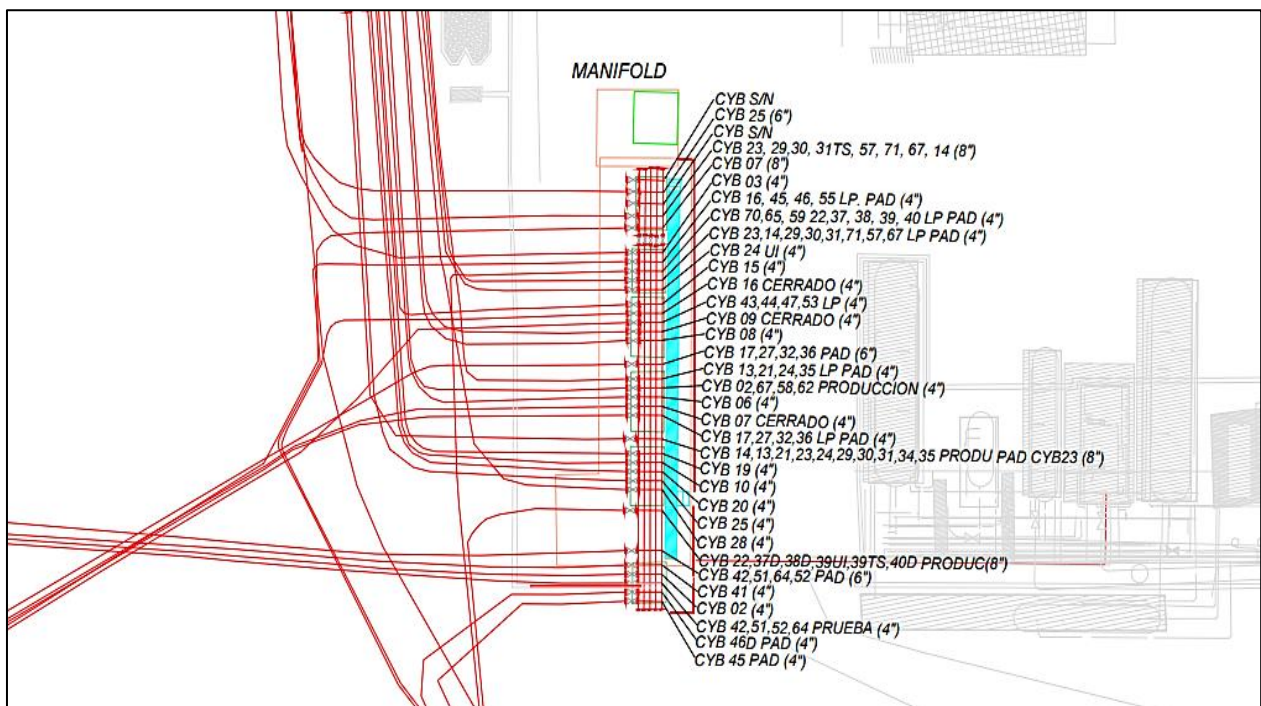 MANIFOLD
CYB S/N
CYB 25 (6")
CYB S/N
CYB 23, 29,30, 31TS, 57, 71, 67, 14 (8")
CYB 07 (8")
CYB 03 (4")
CYB 16, 45, 46, 55 LP. PAD (4")
CYB 70,65, 59 22,37, 38, 39, 40 LP PAD (4")
CYB 23,14,29,30,31,71,57,67 LP PAD (4")
CYB 24 UI (4")
CYB 15 (4")
CYB 16 CERRADO (4")
CYB 43,44,47,53 LP (4")
CYB 09 CERRADO (4")
CYB 08 (4")
CYB 17,27,32,36 PAD (6")
CYB 13,21,24,35 LP PAD (4")
CYB 02,67,58,62 PRODUCCION (4")
CYB 06 (4")
CYB 07 CERRADO (4")
CYB 17,27,32,36 LP PAD (4")
CYB 14,13,21,23,24,29,30,31,34,35 PRODU PAD CYB23 (8")
CYB 19 (4")
CYB 10 (4")
CYB 20 (4")
CYB 25 (4")
CYB 28 (4")
CYB 22,37D,38D,39UI,39TS,40D PRODUC(8")
CYB 42,51,64,52 PAD (6")
CYB 41 (4")
CYB 02 (4")
CYB 42,51,52,64 PRUEBA (4")
CYB 46D PAD (4")
CYB 45 PAD (4")